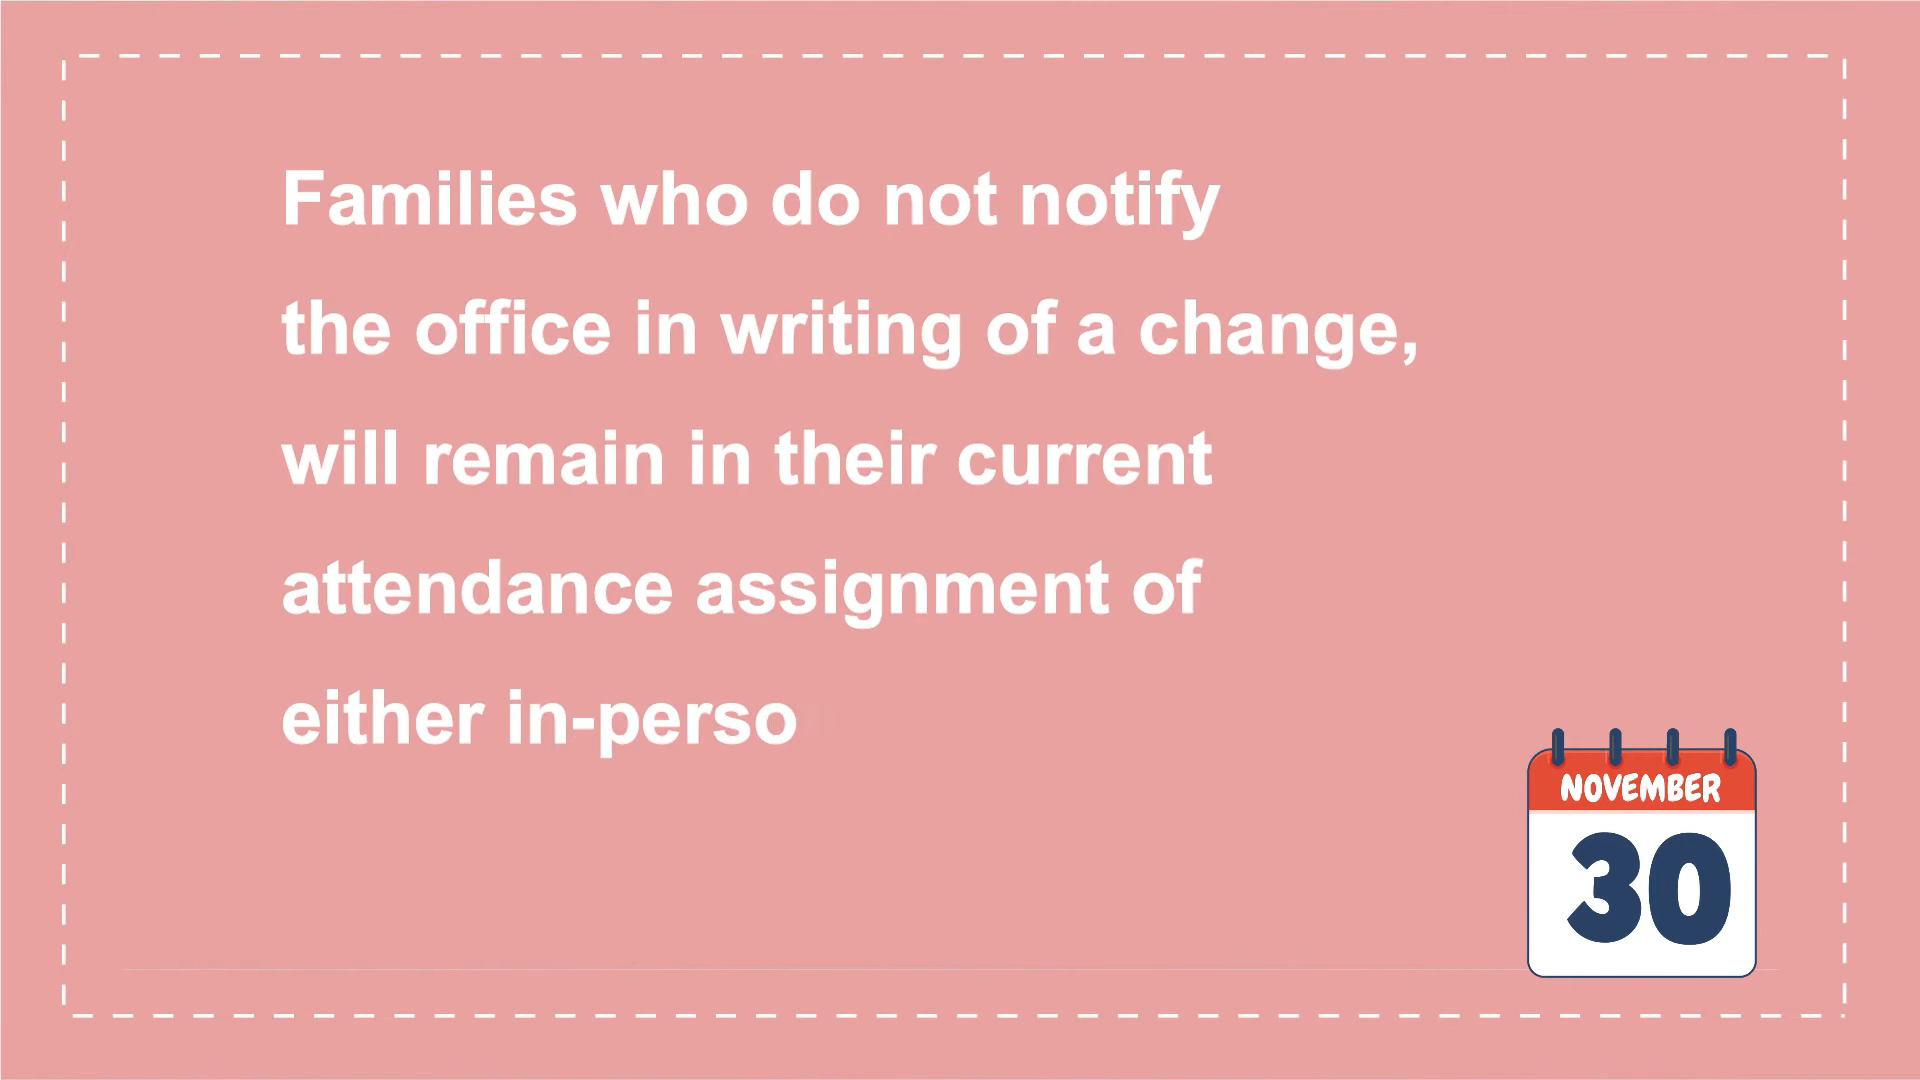 Families who do not notify
the office in writing of a change,
will remain in their current
attendance assignment of
either in-perso
NOVEMBER
30